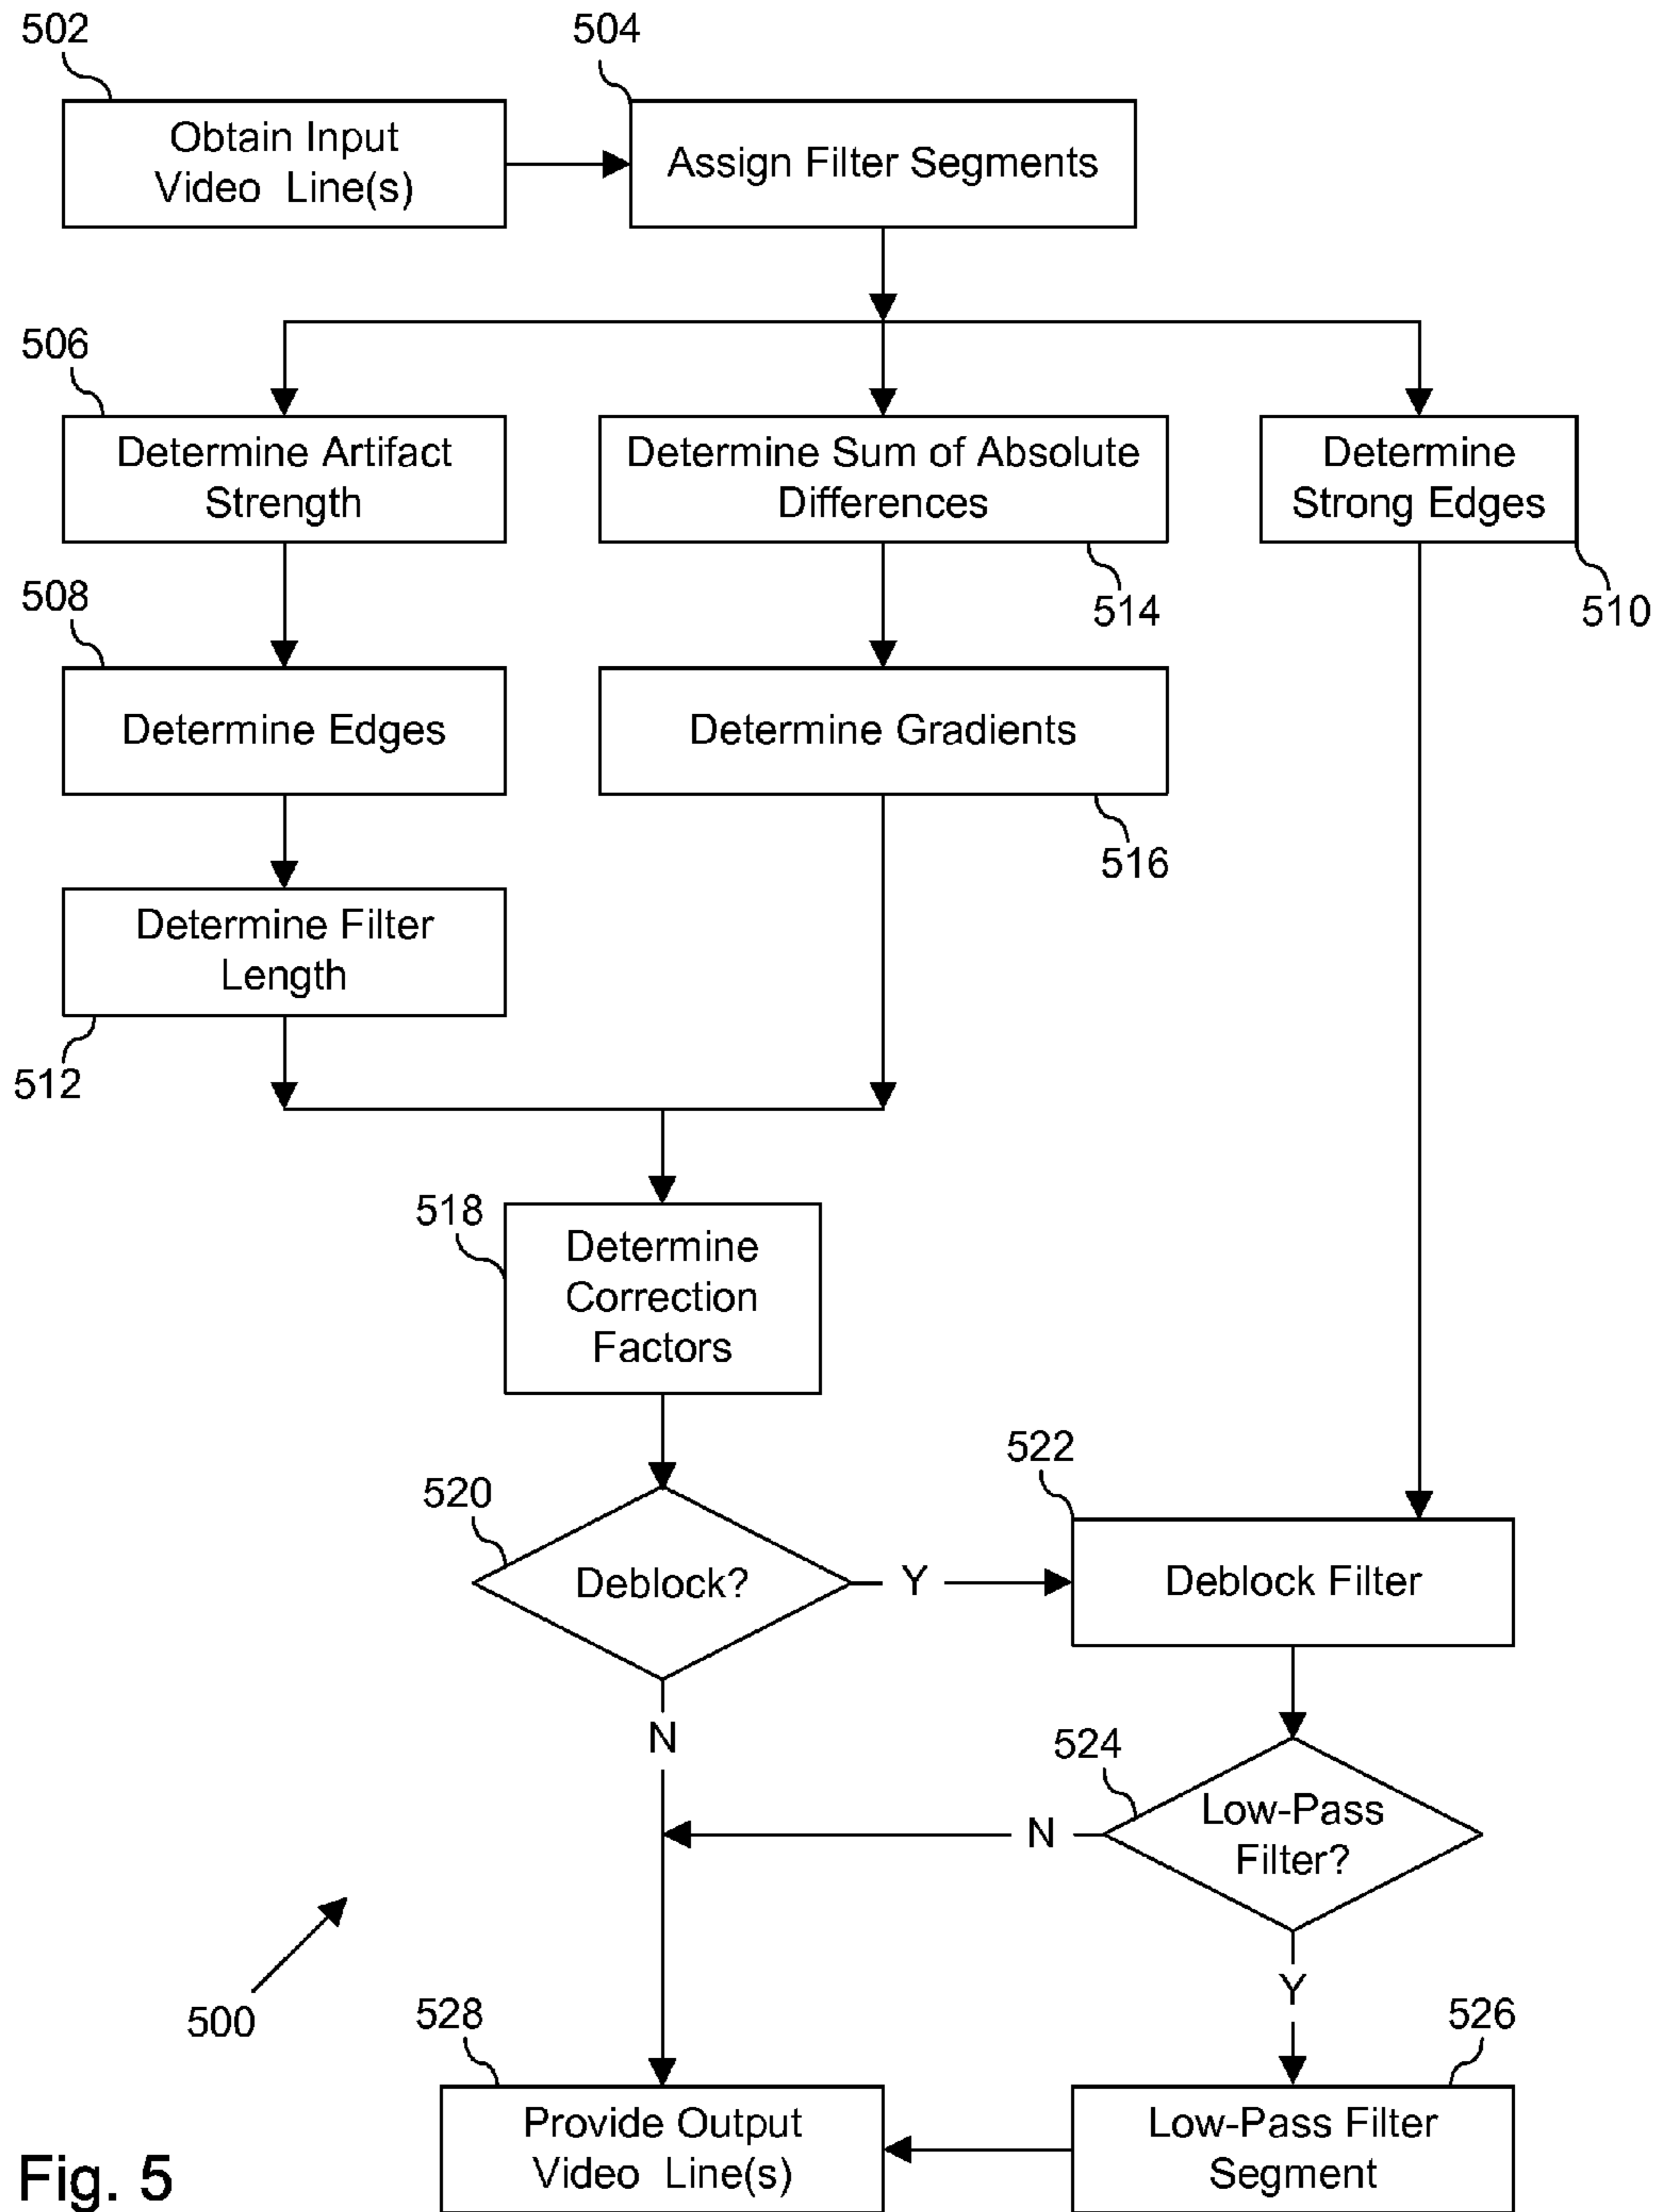 502
504
Obtain Input
Video Line(s)
Assign Filter Segments
506
Determine Artifact
Strength
Determine Sum of Absolute
Differences
Determine
Strong Edges
508
514
510
Determine Edges
Determine Gradients
516
Determine Filter
Length
512
518
Determine
Correction
Factors
522
520
Deblock?
Y
Deblock Filter
N
524
Low-Pass
Filter?
N
Y
500
528
526
Provide Output
Video Line(s)
Low-Pass Filter
Segment
Fig. 5